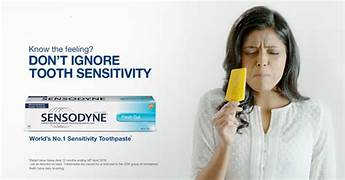 Know the feeling?
DON'T IGNORE
TOOTH SENSITIVITY
SENSODYNE
Fresh Gel
World's No.1 Sensitivity Toothpaste*